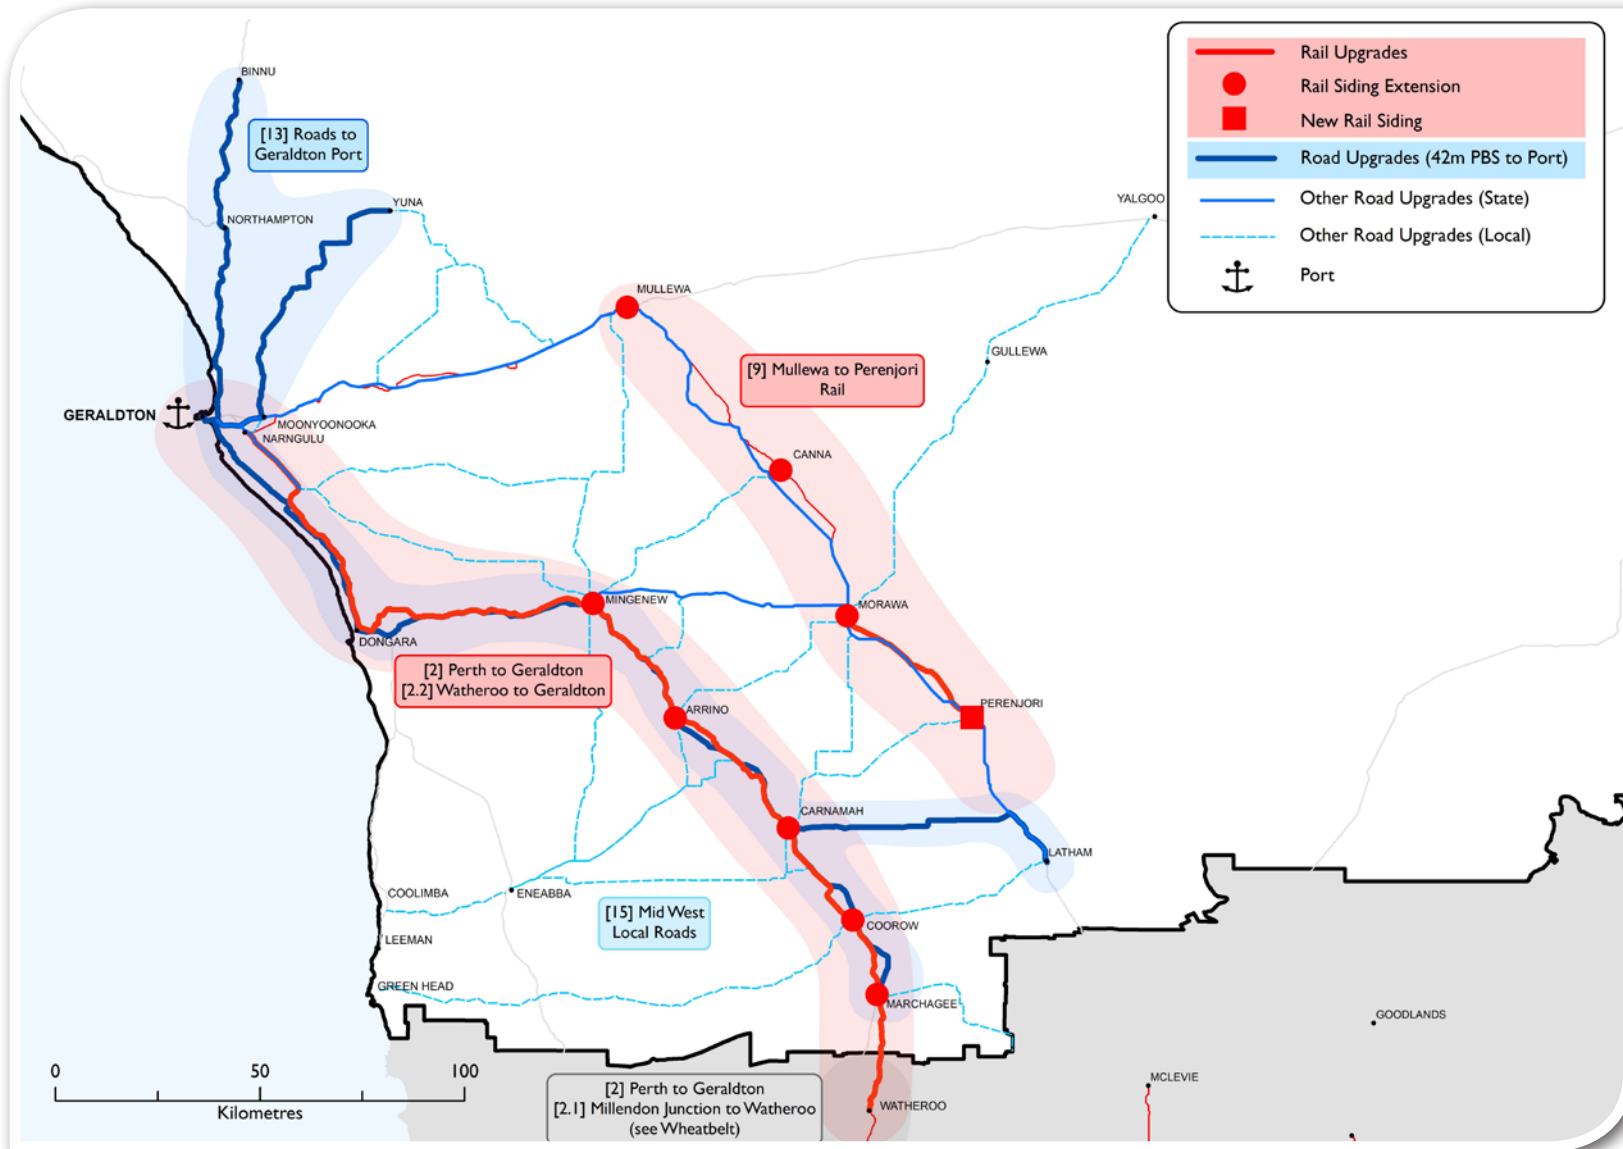 BINNU
[13] Roads to
Geraldton Port
YUNA
NORTHAMPTON
YALGOO
Rail Upgrades
Rail Siding Extension
New Rail Siding
Road Upgrades (42m PBS to Port)
Other Road Upgrades (State)
Other Road Upgrades (Local)
Port
MULLEWA
GULLEWA
[9] Mullewa to Perenjori
Rail
GERALDTON
MOONYOONOOKA
NARNGULU
CANNA
MINGENEW
MORAWA
DONGARA
[2] Perth to Geraldton
[2.2] Watheroo to Geraldton
ARRINO
PERENJORI
CARNAMAH
LATHAM
COOLIMBA
ENEABBA
[15] Mid West
Local Roads
COOROW
LEEMAN
GREEN HEAD
MARCHAGEE
GOODLANDS
0
50
100
Kilometres
[2] Perth to Geraldton
[2.1] Millendon Junction to Watheroo
(see Wheatbelt)
WATHEROO
MCLEVIE